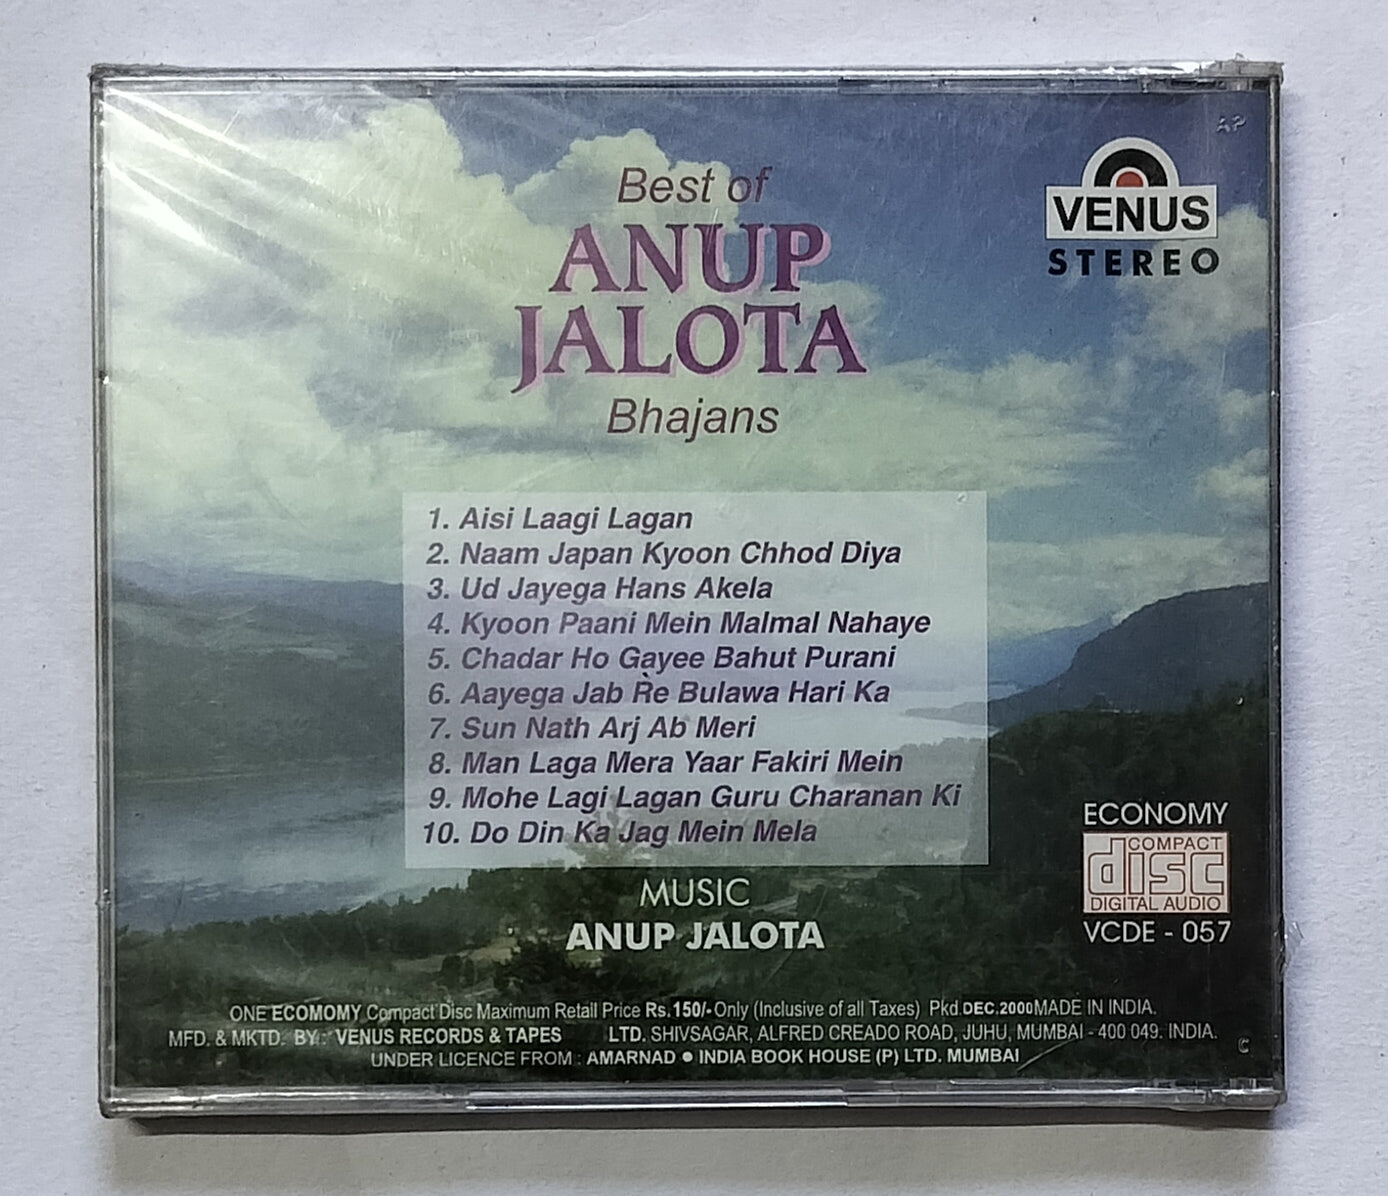 AP
VENUS
STEREO
Best of
ANUP
JALOTA
Bhajans
1. Aisi Laagi Lagan
2. Naam Japan Kyoon Chhod Diya
3. Ud Jayega Hans Akela
4. Kyoon Paani Mein Malmal Nahaye
5. Chadar Ho Gayee Bahut Purani
6. Aayega Jab Re Bulawa Hari Ka
7. Sun Nath Arj Ab Meri
8. Man Laga Mera Yaar Fakiri Mein
9. Mohe Lagi Lagan Guru Charanan Ki
10. Do Din Ka Jag Mein Mela
MUSIC
ANUP JALOTA
ECONOMY
COMPACT
disc
DIGITAL AUDIO
VCDE - 057
ONE ECOMOMY Compact Disc Maximum Retail Price Rs.150/- Only (Inclusive of all Taxes) Pkd.DEC.2000 MADE IN INDIA.
MFD. & MKTD. BY : VENUS RECORDS & TAPES LTD. SHIVSAGAR, ALFRED CREADO ROAD, JUHU, MUMBAI - 400 049. INDIA.
UNDER LICENCE FROM : AMARNAD ● INDIA BOOK HOUSE (P) LTD. MUMBAI
C